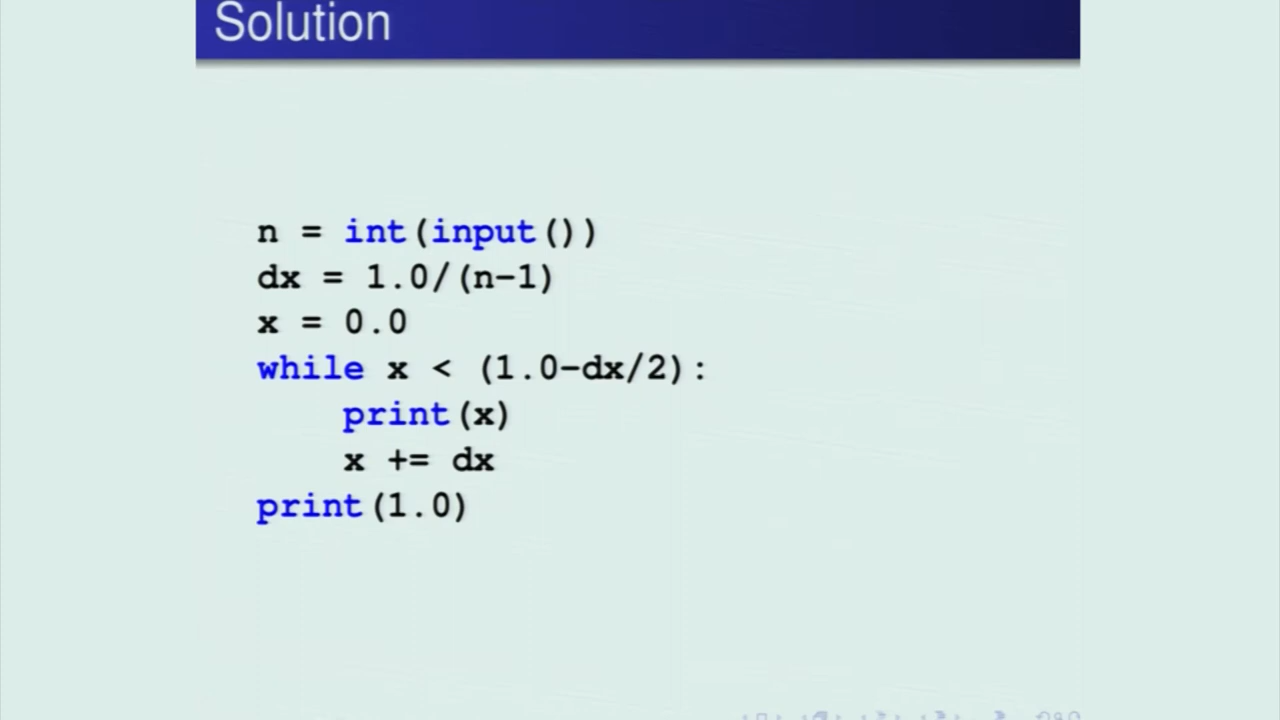 Solution
n = int(input())
dx = 1.0/(n-1)
x = 0.0
while x < (1.0-dx/2):
    print(x)
    x += dx
print(1.0)